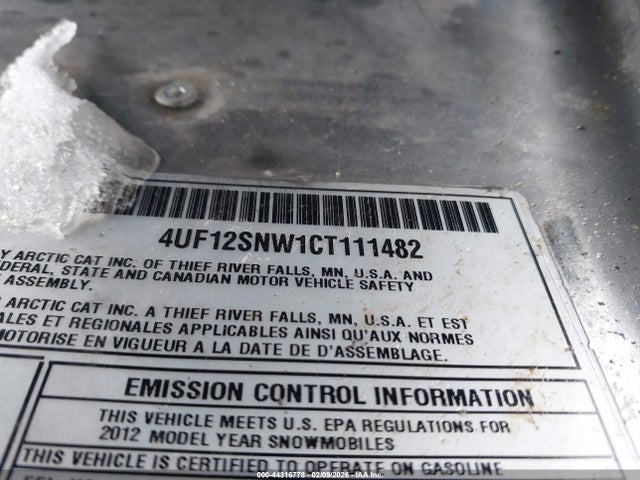 4UF12SNW1CT111482
Y ARCTIC CAT INC. OF THIEF RIVER FALLS, MN, U.S.A. AND
FEDERAL, STATE AND CANADIAN MOTOR VEHICLE SAFETY
E ASSEMBLY.
ARCTIC CAT INC. A THIEF RIVER FALLS, MN, U.S.A. ET EST
ALES ET REGIONALES APPLICABLES AINSI QU'AUX NORMES
MOTORISE EN VIGUEUR A LA DATE DE D'ASSEMBLAGE.
EMISSION CONTROL INFORMATION
THIS VEHICLE MEETS U.S. EPA REGULATIONS FOR
2012 MODEL YEAR SNOWMOBILES
THIS VEHICLE IS CERTIFIED TO OPERATE ON GASOLINE
000-44316778 - 02/09/2026 - IAA Inc.